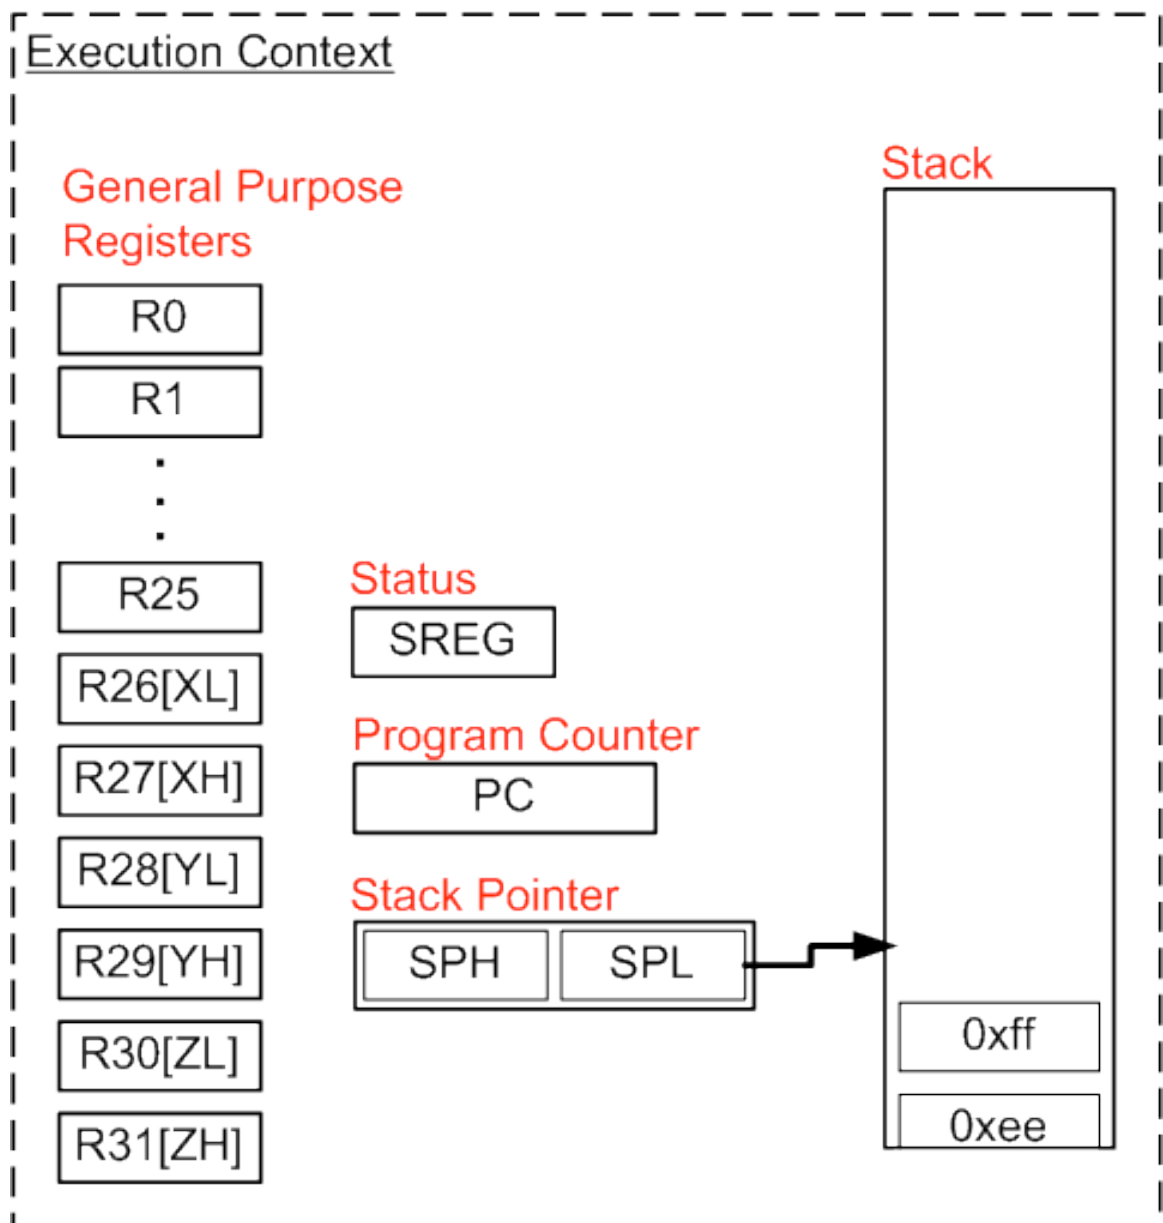 Execution Context
General Purpose
Registers
R0
R1
R25
R26[XL]
R27[XH]
R28[YL]
R29[YH]
R30[ZL]
R31[ZH]
Status
SREG
Program Counter
PC
Stack Pointer
SPH SPL
Stack
0xff
0xee